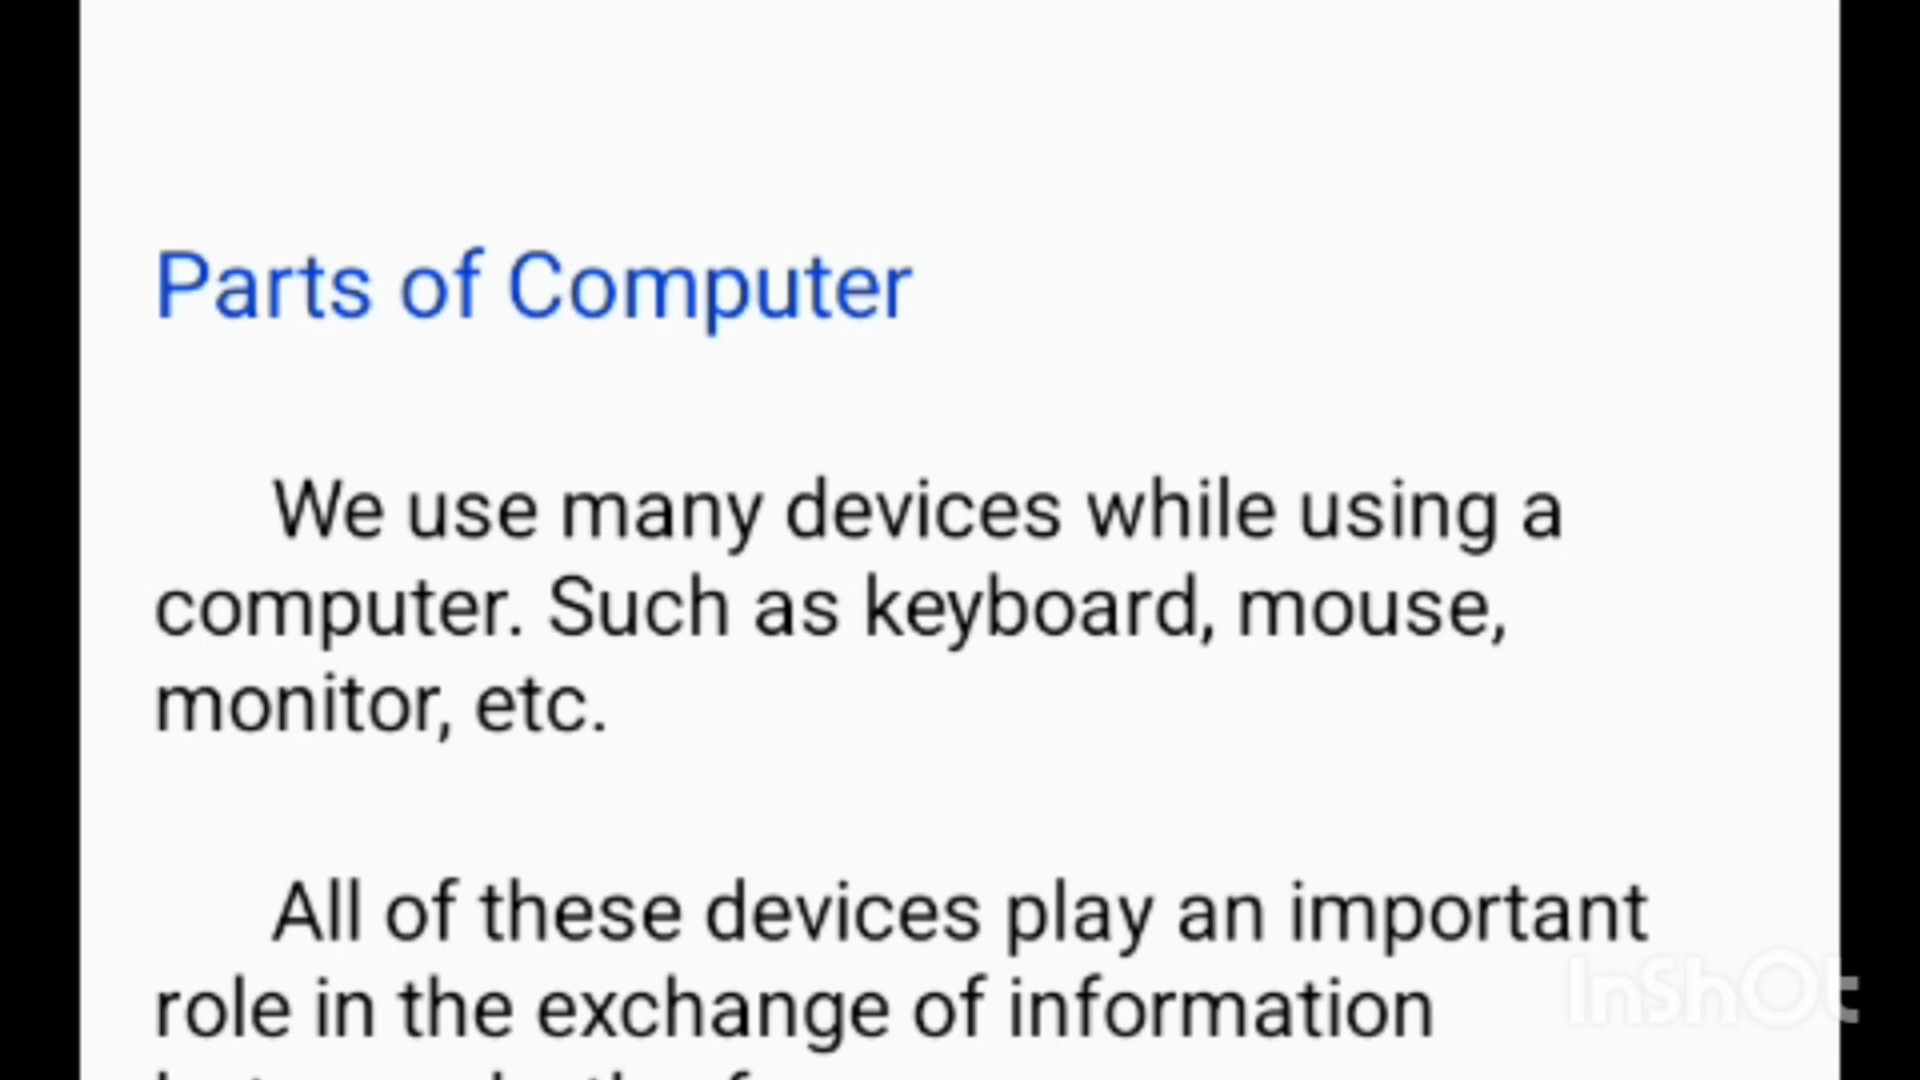 Parts of Computer
We use many devices while using a
computer. Such as keyboard, mouse,
monitor, etc.
All of these devices play an important
role in the exchange of information
InShOt